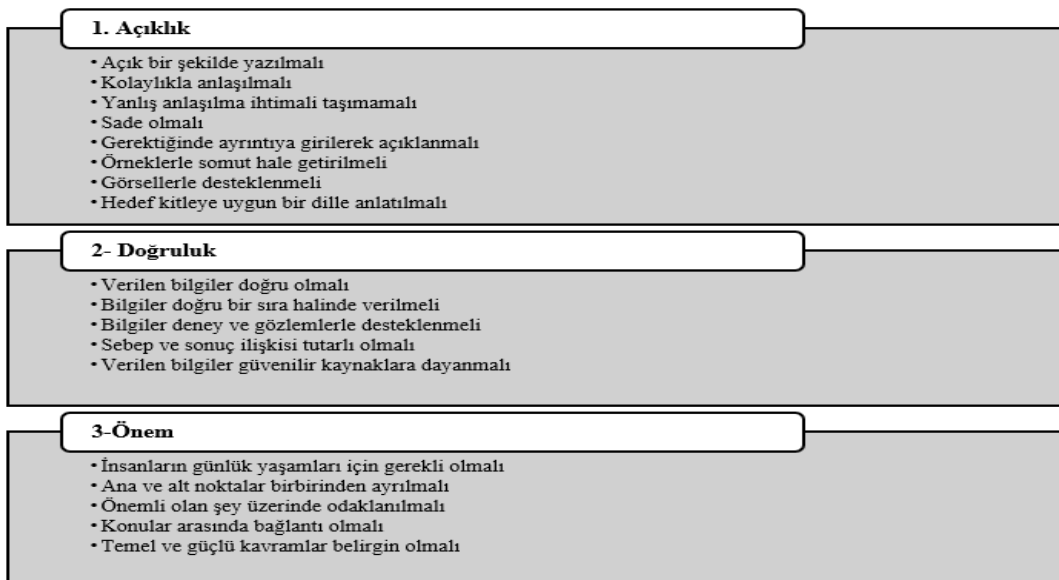 1. Açıklık
• Açık bir şekilde yazılmalı
• Kolaylıkla anlaşılmalı
• Yanlış anlaşılma ihtimali taşımamalı
• Sade olmalı
• Gerektiğinde ayrıntıya girilerek açıklanmalı
• Örneklerle somut hale getirilmeli
• Görsellerle desteklenmeli
• Hedef kitleye uygun bir dille anlatılmalı
2- Doğruluk
• Verilen bilgiler doğru olmalı
• Bilgiler doğru bir sıra halinde verilmeli
• Bilgiler deney ve gözlemlerle desteklenmeli
• Sebep ve sonuç ilişkisi tutarlı olmalı
• Verilen bilgiler güvenilir kaynaklara dayanmalı
3-Önem
• İnsanların günlük yaşamları için gerekli olmalı
• Ana ve alt noktalar birbirinden ayrılmalı
• Önemli olan şey üzerinde odaklanılmalı
• Konular arasında bağlantı olmalı
• Temel ve güçlü kavramlar belirgin olmalı